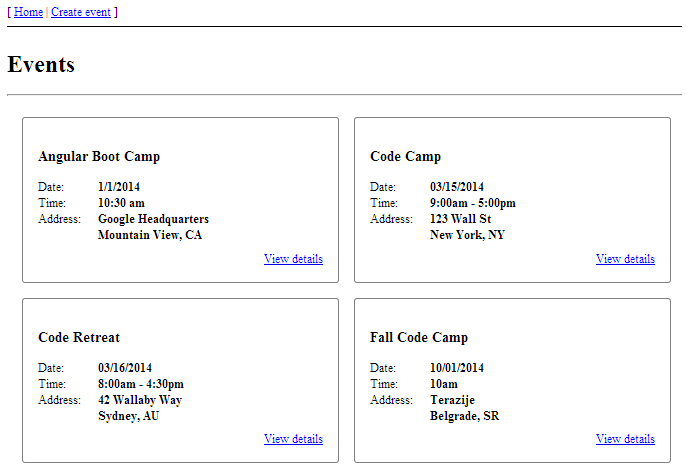 [ Home | Create event ]
Events
Angular Boot Camp
Date: 1/1/2014
Time: 10:30 am
Address: Google Headquarters
Mountain View, CA
View details
Code Camp
Date: 03/15/2014
Time: 9:00am - 5:00pm
Address: 123 Wall St
New York, NY
View details
Code Retreat
Date: 03/16/2014
Time: 8:00am - 4:30pm
Address: 42 Wallaby Way
Sydney, AU
View details
Fall Code Camp
Date: 10/01/2014
Time: 10am
Address: Terazije
Belgrade, SR
View details